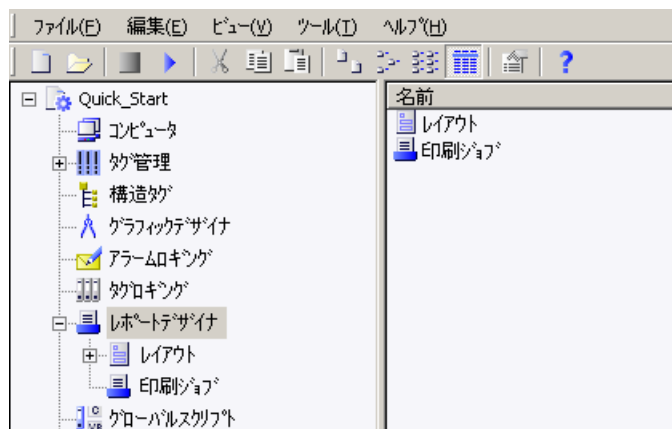 ファイル(F) 編集(E) ビュー(V) ツール(T) ヘルプ(H)
Quick_Start
コンピュータ
タグ管理
構造タグ
グラフィックデザイナ
アラームロギング
タグロギング
レポートデザイナ
レイアウト
印刷ジョブ
グローバルスクリプト
名前
レイアウト
印刷ジョブ